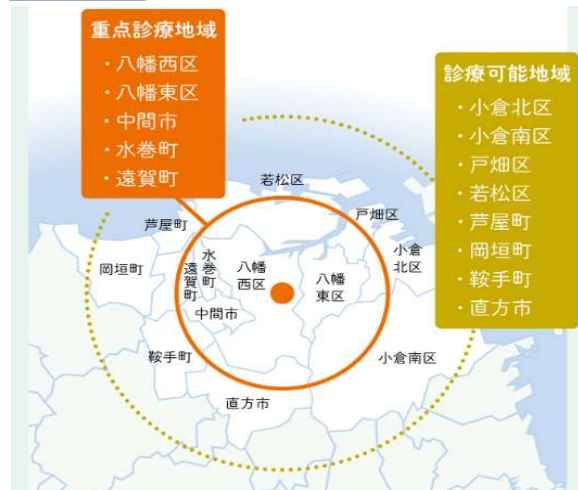 重点診療地域
・八幡西区
・八幡東区
・中間市
・水巻町
・遠賀町
診療可能地域
・小倉北区
・小倉南区
・戸畑区
・若松区
・芦屋町
・岡垣町
・鞍手町
・直方市
若松区
戸畑区
芦屋町
小倉
北区
岡垣町
遠賀町
水巻町
八幡
西区
八幡
東区
中間市
鞍手町
小倉南区
直方市